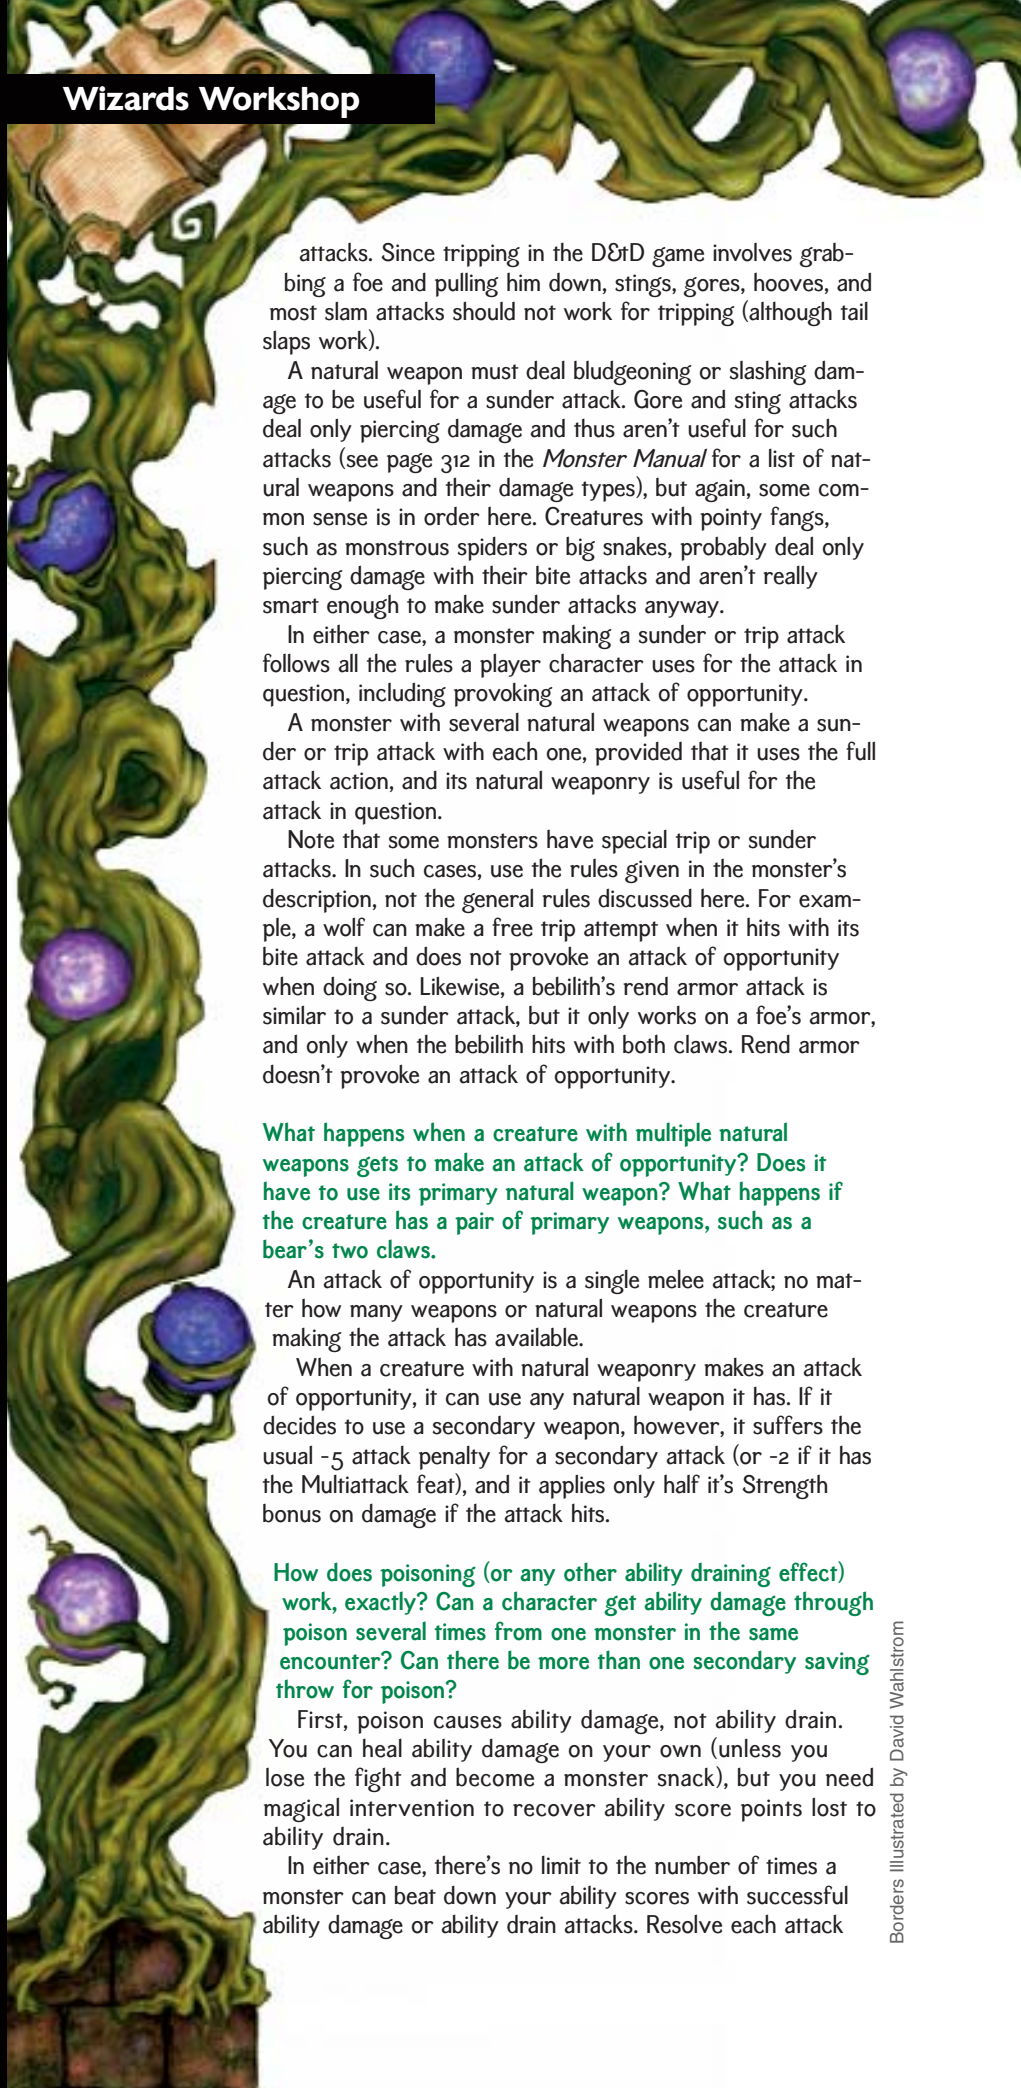 Wizards Workshop
attacks. Since tripping in the D&D game involves grab-
bing a foe and pulling him down, stings, gores, hooves, and
most slam attacks should not work for tripping (although tail
slaps work).
A natural weapon must deal bludgeoning or slashing dam-
age to be useful for a sunder attack. Gore and sting attacks
deal only piercing damage and thus aren't useful for such
attacks (see page 312 in the Monster Manual for a list of nat-
ural weapons and their damage types), but again, some com-
mon sense is in order here. Creatures with pointy fangs,
such as monstrous spiders or big snakes, probably deal only
piercing damage with their bite attacks and aren't really
smart enough to make sunder attacks anyway.
In either case, a monster making a sunder or trip attack
follows all the rules a player character uses for the attack in
question, including provoking an attack of opportunity.
A monster with several natural weapons can make a sun-
der or trip attack with each one, provided that it uses the full
attack action, and its natural weaponry is useful for the
attack in question.
Note that some monsters have special trip or sunder
attacks. In such cases, use the rules given in the monster's
description, not the general rules discussed here. For exam-
ple, a wolf can make a free trip attempt when it hits with its
bite attack and does not provoke an attack of opportunity
when doing so. Likewise, a bebilith's rend armor attack is
similar to a sunder attack, but it only works on a foe's armor,
and only when the bebilith hits with both claws. Rend armor
doesn't provoke an attack of opportunity.
What happens when a creature with multiple natural
weapons gets to make an attack of opportunity? Does it
have to use its primary natural weapon? What happens if
the creature has a pair of primary weapons, such as a
bear's two claws.
An attack of opportunity is a single melee attack; no mat-
ter how many weapons or natural weapons the creature
making the attack has available.
When a creature with natural weaponry makes an attack
of opportunity, it can use any natural weapon it has. If it
decides to use a secondary weapon, however, it suffers the
usual -5 attack penalty for a secondary attack (or -2 if it has
the Multiattack feat), and it applies only half it's Strength
bonus on damage if the attack hits.
How does poisoning (or any other ability draining effect)
work, exactly? Can a character get ability damage through
poison several times from one monster in the same
encounter? Can there be more than one secondary saving
throw for poison?
First, poison causes ability damage, not ability drain.
You can heal ability damage on your own (unless you
lose the fight and become a monster snack), but you need
magical intervention to recover ability score points lost to
ability drain.
In either case, there's no limit to the number of times a
monster can beat down your ability scores with successful
ability damage or ability drain attacks. Resolve each attack
Borders Illustrated by David Wahlstrom